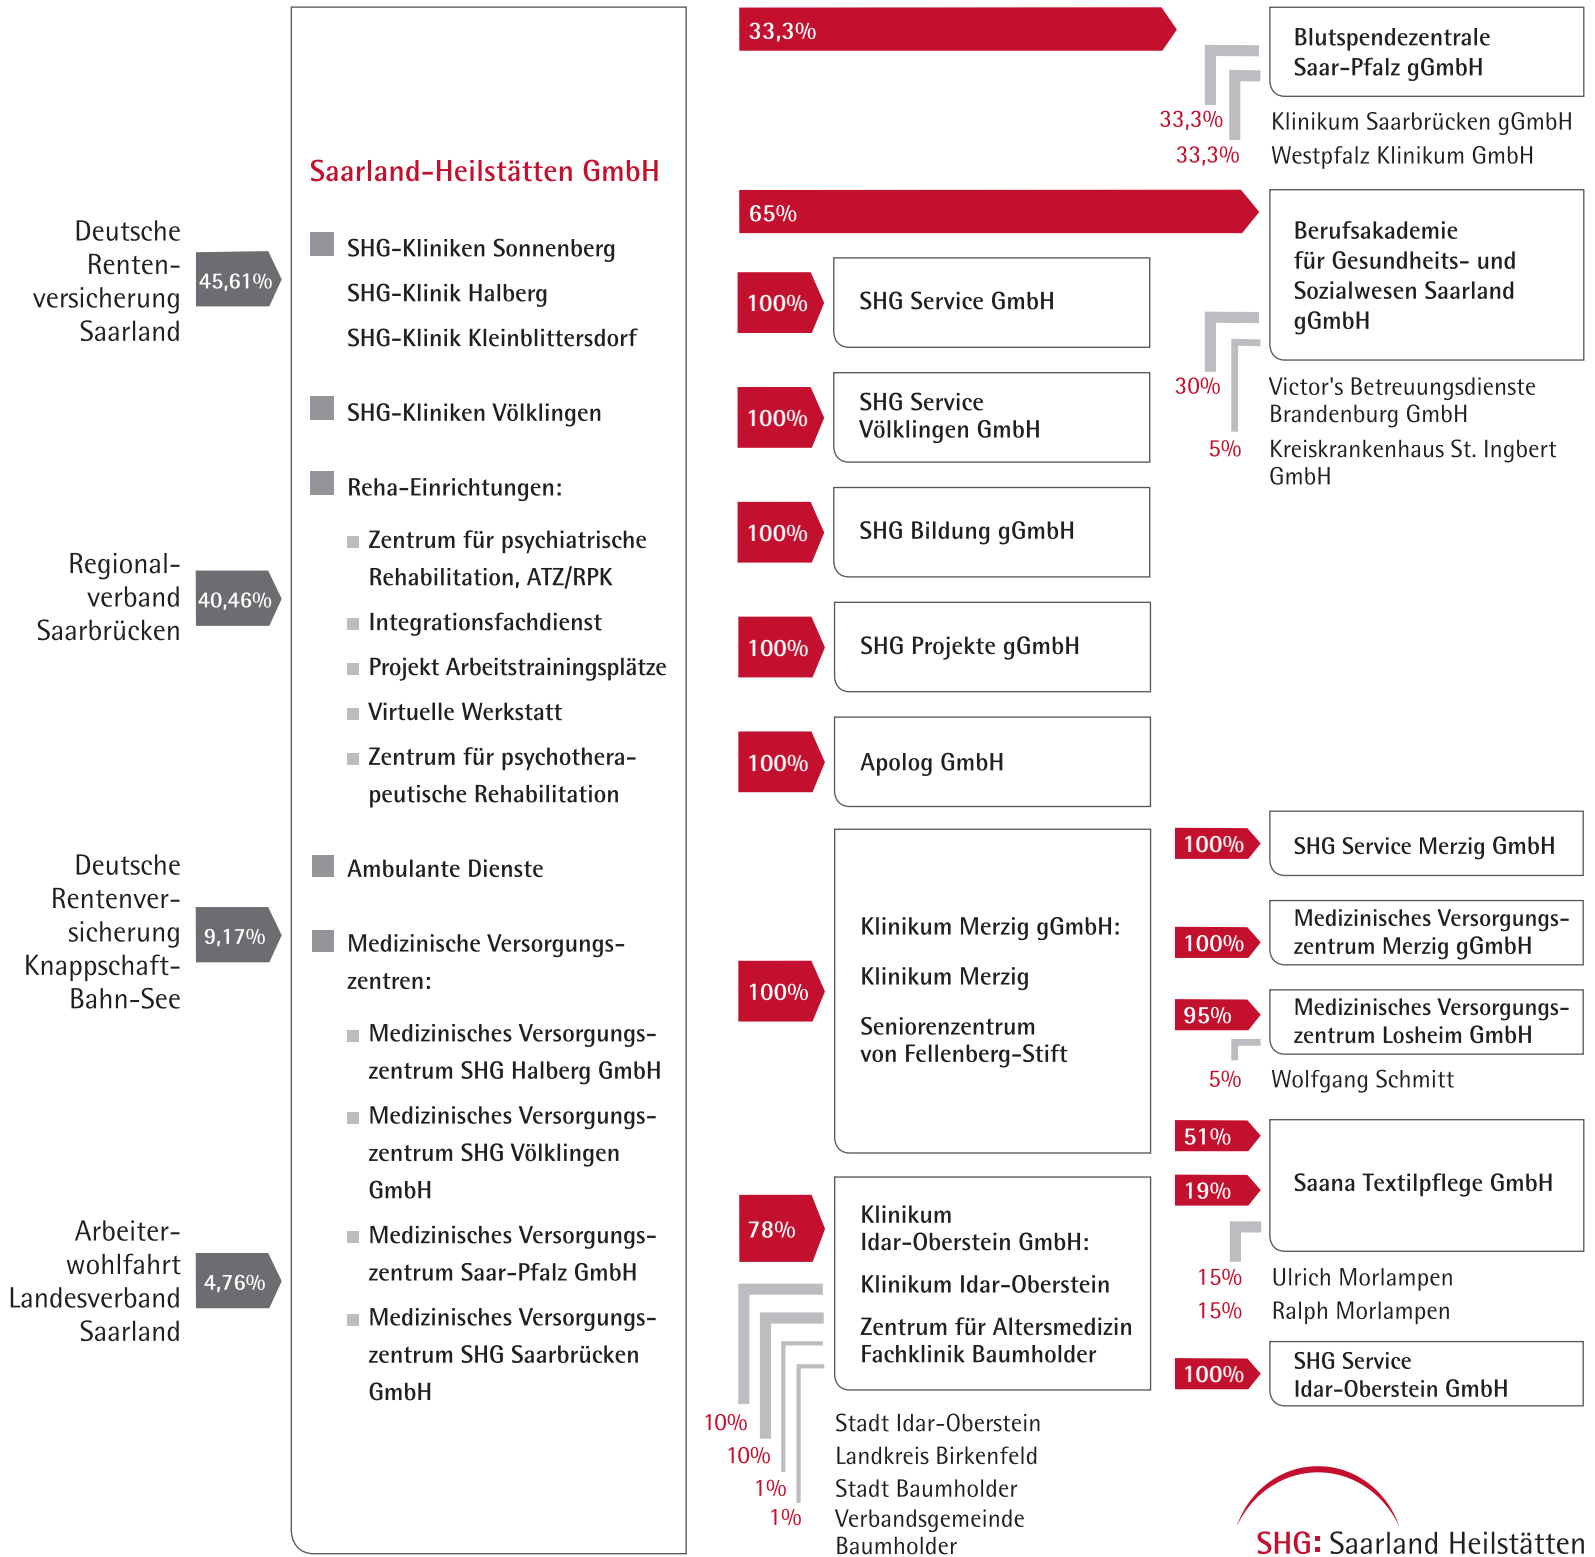 Deutsche
Renten-
versicherung
Saarland
45,61%
Regional-
verband
Saarbrücken
40,46%
Deutsche
Rentenver-
sicherung
Knappschaft-
Bahn-See
9,17%
Arbeiter-
wohlfahrt
Landesverband
Saarland
4,76%
Saarland-Heilstätten GmbH
SHG-Kliniken Sonnenberg
SHG-Klinik Halberg
SHG-Klinik Kleinblittersdorf
SHG-Kliniken Völklingen
Reha-Einrichtungen:
Zentrum für psychiatrische
Rehabilitation, ATZ/RPK
Integrationsfachdienst
Projekt Arbeitstrainingsplätze
Virtuelle Werkstatt
Zentrum für psychothera-
peutische Rehabilitation
Ambulante Dienste
Medizinische Versorgungs-
zentren:
Medizinisches Versorgungs-
zentrum SHG Halberg GmbH
Medizinisches Versorgungs-
zentrum SHG Völklingen
GmbH
Medizinisches Versorgungs-
zentrum Saar-Pfalz GmbH
Medizinisches Versorgungs-
zentrum SHG Saarbrücken
GmbH
33,3%
Blutspendezentrale
Saar-Pfalz gGmbH
33,3% Klinikum Saarbrücken gGmbH
33,3% Westpfalz Klinikum GmbH
65%
Berufsakademie
für Gesundheits- und
Sozialwesen Saarland
gGmbH
30% Victor's Betreuungsdienste
Brandenburg GmbH
5% Kreiskrankenhaus St. Ingbert
GmbH
100% SHG Service GmbH
100% SHG Service
Völklingen GmbH
100% SHG Bildung gGmbH
100% SHG Projekte gGmbH
100% Apolog GmbH
100%
Klinikum Merzig gGmbH:
Klinikum Merzig
Seniorenzentrum
von Fellenberg-Stift
100% SHG Service Merzig GmbH
100% Medizinisches Versorgungs-
zentrum Merzig gGmbH
95% Medizinisches Versorgungs-
zentrum Losheim GmbH
5% Wolfgang Schmitt
51%
19% Saana Textilpflege GmbH
15% Ulrich Morlampen
15% Ralph Morlampen
78%
Klinikum
Idar-Oberstein GmbH:
Klinikum Idar-Oberstein
Zentrum für Altersmedizin
Fachklinik Baumholder
10% Stadt Idar-Oberstein
10% Landkreis Birkenfeld
1% Stadt Baumholder
1% Verbandsgemeinde
Baumholder
100% SHG Service
Idar-Oberstein GmbH
SHG: Saarland Heilstätten